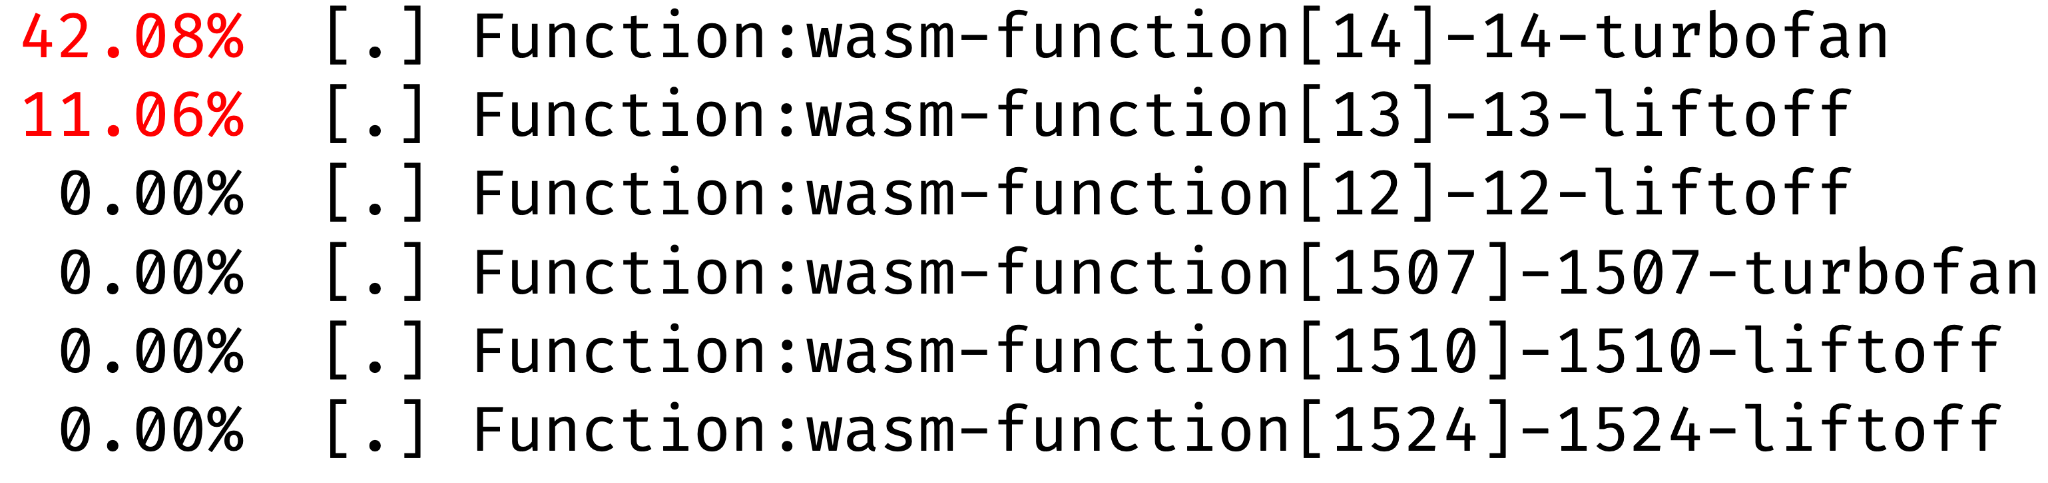 42.08%  [.] Function:wasm-function[14]-14-turbofan
11.06%  [.] Function:wasm-function[13]-13-liftoff
0.00%  [.] Function:wasm-function[12]-12-liftoff
0.00%  [.] Function:wasm-function[1507]-1507-turbofan
0.00%  [.] Function:wasm-function[1510]-1510-liftoff
0.00%  [.] Function:wasm-function[1524]-1524-liftoff